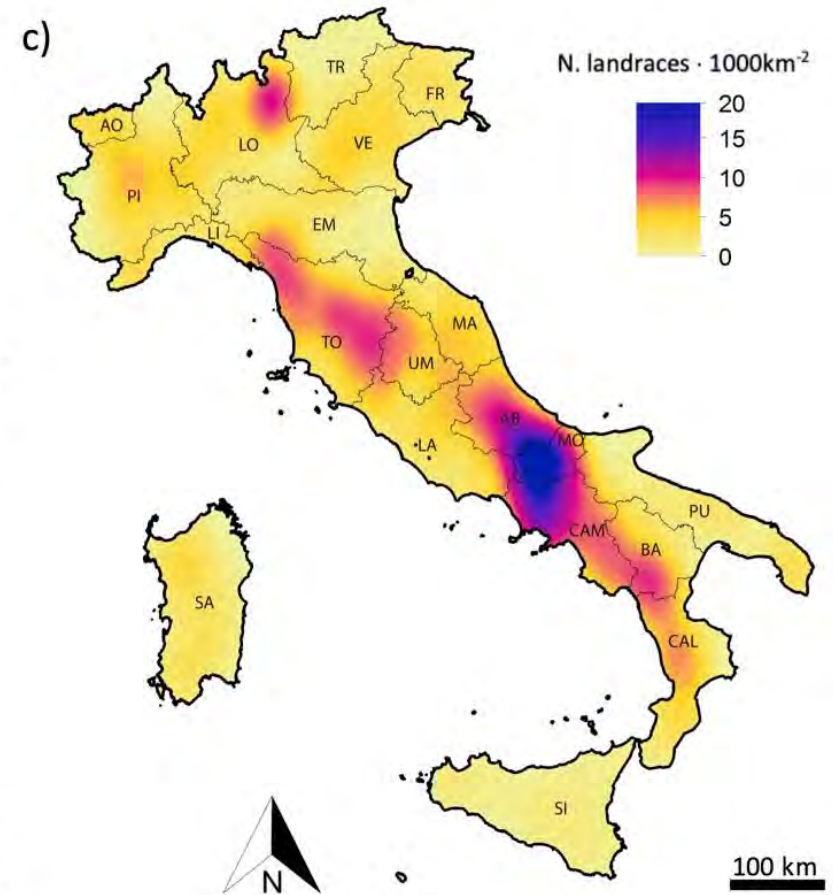 c)
N. landraces · 1000km⁻²
20
15
10
5
0
TR
FR
AO
LO
VE
PI
EM
LI
MA
TO
UM
AB
MO
LA
PU
CAM
BA
SA
CAL
SI
N
100 km